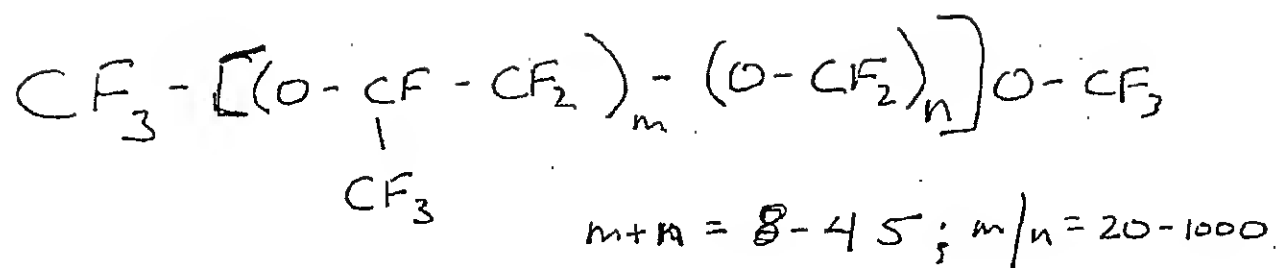 CF₃-[(O-CF-CF₂)ₘ-(O-CF₂)ₙ]O-CF₃
CF₃
m+n = 8-45; m/n = 20-1000.